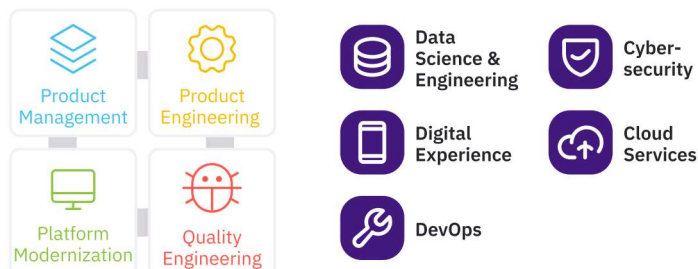 Product
Management
Product
Engineering
Platform
Modernization
Quality
Engineering
Data
Science &
Engineering
Cyber-
security
Digital
Experience
Cloud
Services
DevOps